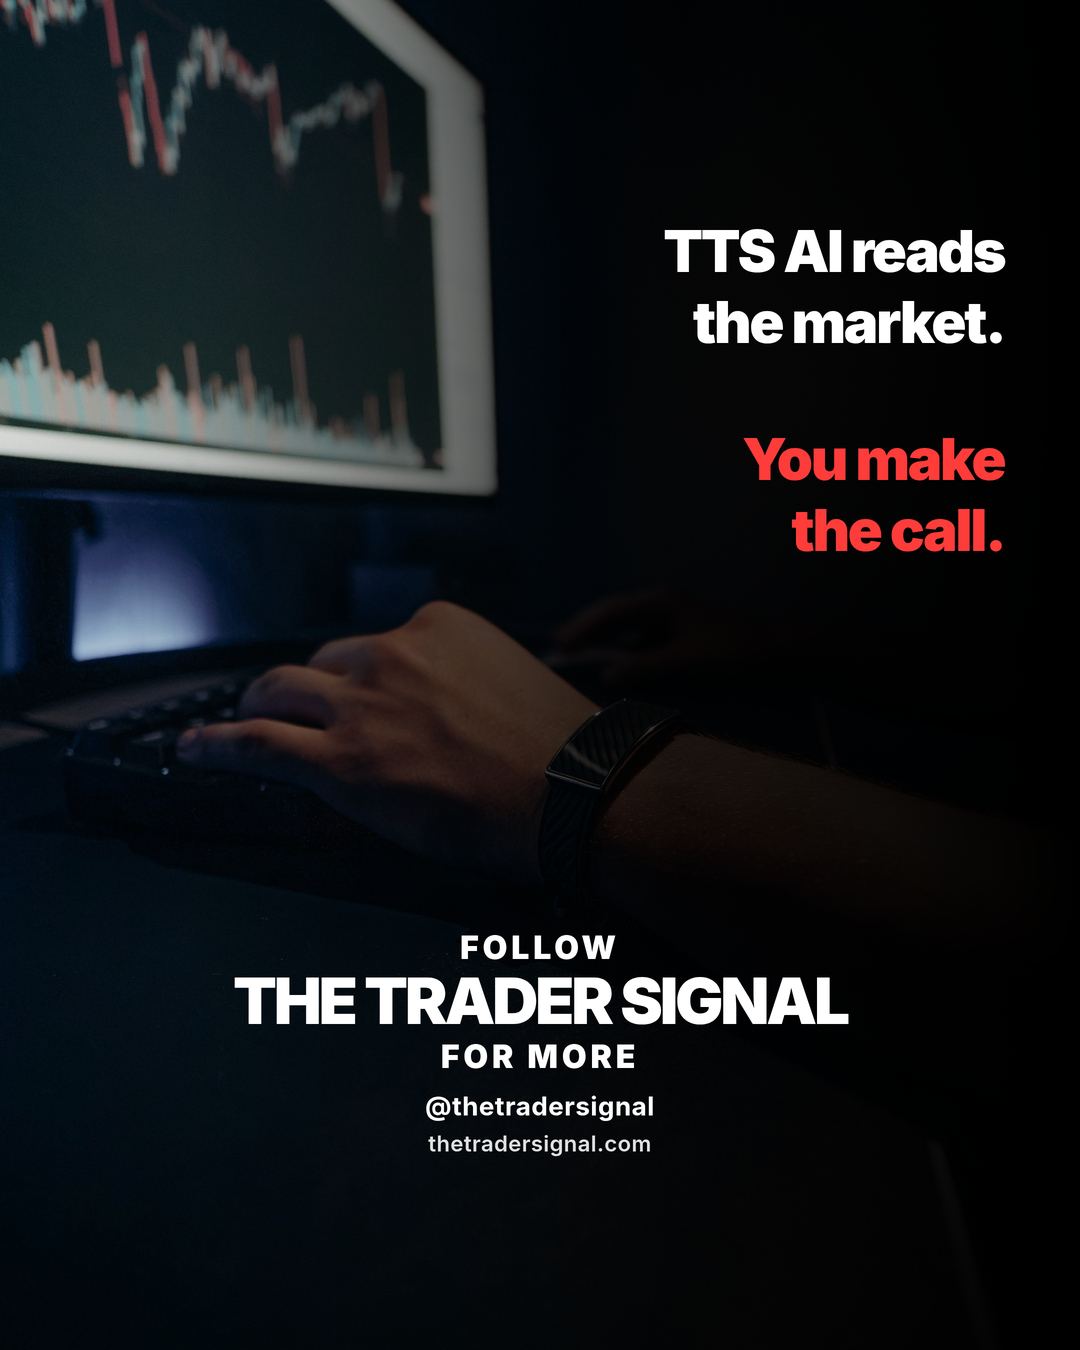 TTS AI reads
the market.
You make
the call.
FOLLOW
THE TRADER SIGNAL
FOR MORE
@thetradersignal
thetradersignal.com